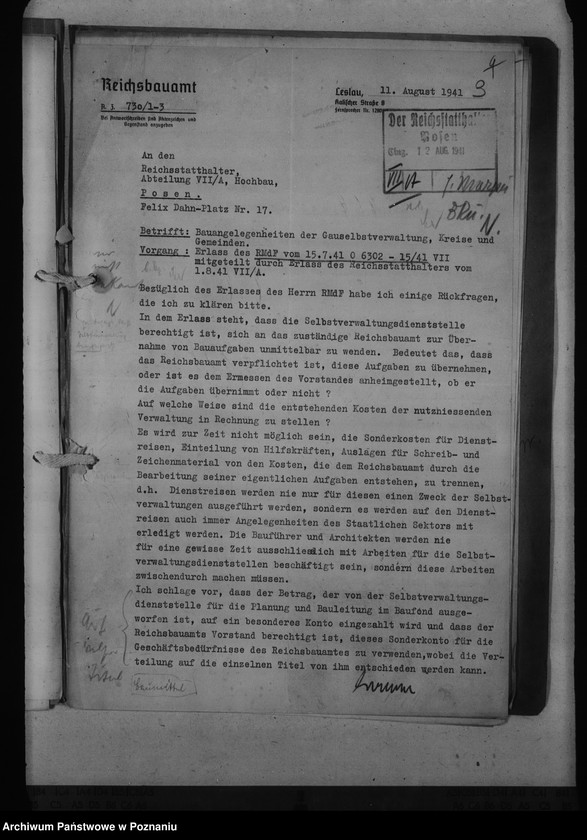 Reichsbauamt
B. J. 730/1-3
Bei Antwortschreiben sind Aktenzeichen und
Gegenstand anzugeben
Leslau, 11. August 1941
Kalischer Straße 8
3
Der Reichsstatthalter
Posen
Eing. 12 AUG 1941
VII A
An den
Reichsstatthalter,
Abteilung VII/A, Hochbau,
Posen.
Felix Dahn-Platz Nr. 17.
Betrifft: Bauangelegenheiten der Gauselbstverwaltung, Kreise und
Gemeinden.
Vorgang : Erlass des RMdF vom 15.7.41 O 6302 - 15/41 VII
mitgeteilt durch Erlass des Reichsstatthalters vom
1.8.41 VII/A.
Bezüglich des Erlasses des Herrn RMdF habe ich einige Rückfragen,
die ich zu klären bitte.
In dem Erlass steht, dass die Selbstverwaltungsdienststelle
berechtigt ist, sich an das zuständige Reichsbauamt zur Über-
nahme von Bauaufgaben unmittelbar zu wenden. Bedeutet das, dass
das Reichsbauamt verpflichtet ist, diese Aufgaben zu übernehmen,
oder ist es dem Ermessen des Vorstandes anheimgestellt, ob er
die Aufgaben übernimmt oder nicht ?
Auf welche Weise sind die entstehenden Kosten der nutzniessenden
Verwaltung in Rechnung zu stellen ?
Es wird zur Zeit nicht möglich sein, die Sonderkosten für Dienst-
reisen, Einteilung von Hilfskräften, Auslagen für Schreib- und
Zeichenmaterial von den Kosten, die dem Reichsbauamt durch die
Bearbeitung seiner eigentlichen Aufgaben entstehen, zu trennen,
d.h. Dienstreisen werden nie nur für diesen einen Zweck der Selbst-
verwaltungen ausgeführt werden, sondern es werden auf den Dienst-
reisen auch immer Angelegenheiten des Staatlichen Sektors mit
erledigt werden. Die Bauführer und Architekten werden nie
für eine gewisse Zeit ausschliesslich mit Arbeiten für die Selbst-
verwaltungsdienststellen beschäftigt sein, sondern diese Arbeiten
zwischendurch machen müssen.
Ich schlage vor, dass der Betrag, der von der Selbstverwaltungs-
dienststelle für die Planung und Bauleitung im Baufond ausge-
worfen ist, auf ein besonderes Konto eingezahlt wird und dass der
Reichsbauamts Vorstand berechtigt ist, dieses Sonderkonto für die
Geschäftsbedürfnisse des Reichsbauamtes zu verwenden,wobei die Ver-
teilung auf die einzelnen Titel von ihm entschieden werden kann.
Archiwum Państwowe w Poznaniu